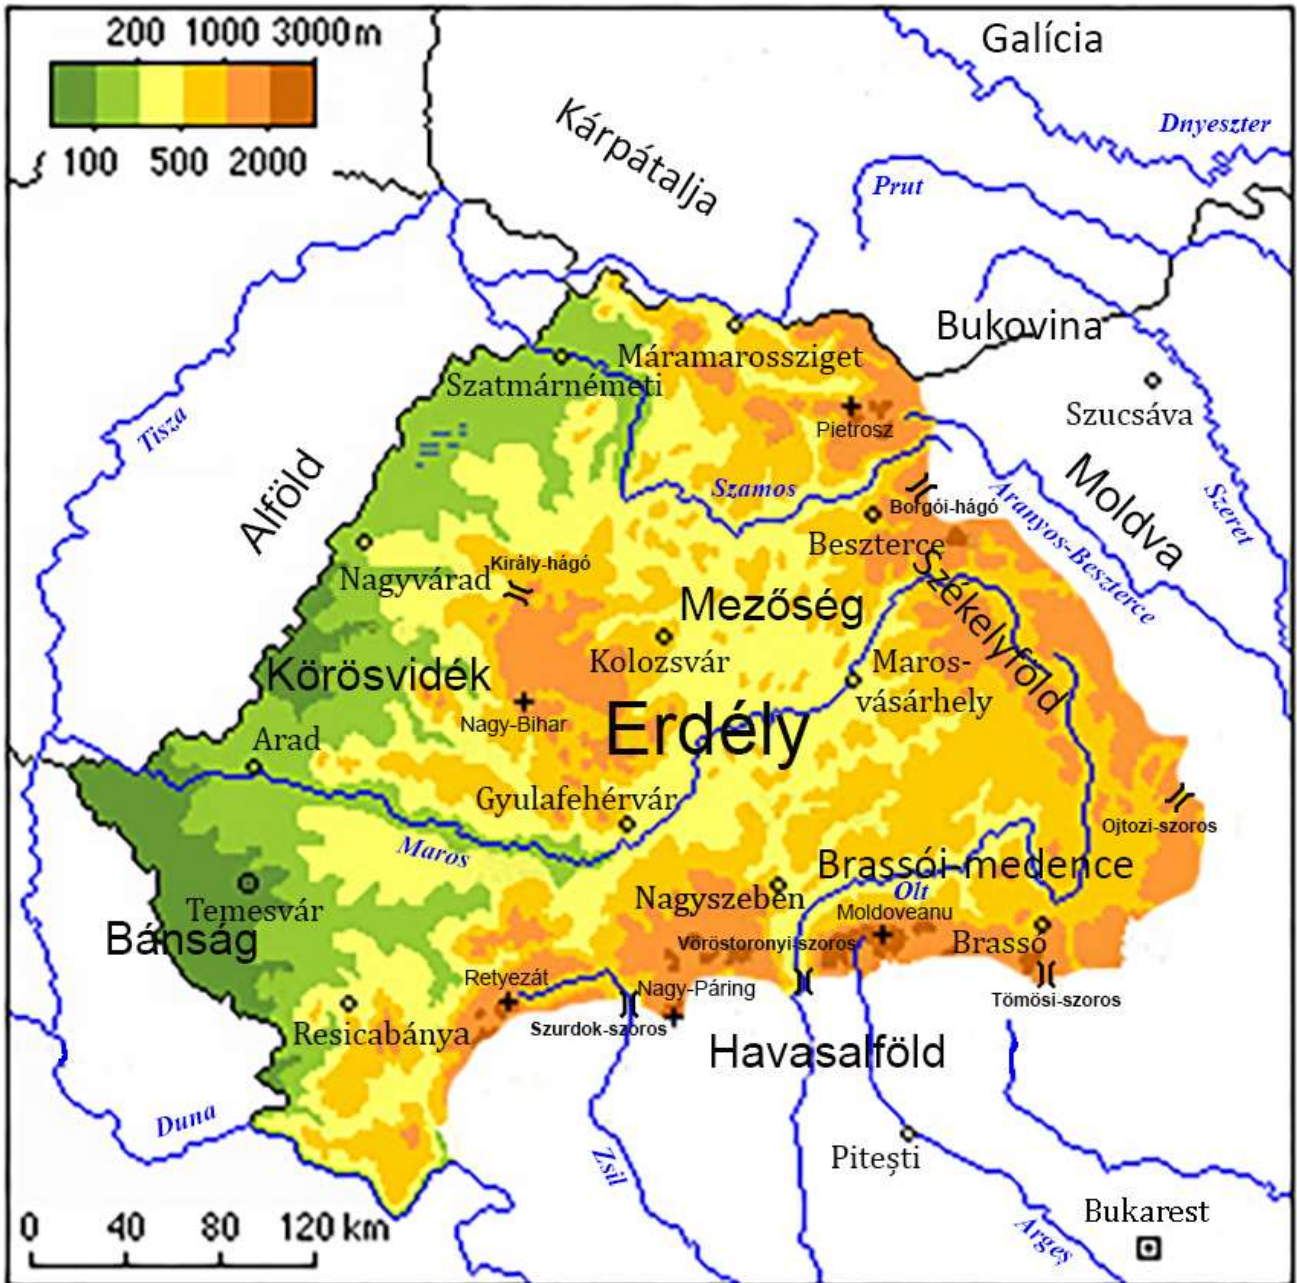 200 1000 3000 m
100 500 2000
Galícia
Dnyeszter
Kárpátalja
Prut
Bukovina
Máramarossziget
Szatmárnémeti
Szucsáva
Pietrosz
Tisza
Alföld
Szamos
Borgói-hágó
Aranyos-Beszterce
Moldva
Szeret
Beszterce
Király-hágó
Nagyvárad
Székelyföld
Mezőség
Kolozsvár
Maros-
vásárhely
Körösvidék
Nagy-Bihar
Erdély
Arad
Gyulafehérvár
Ojtozi-szoros
Maros
Brassói-medence
Olt
Nagyszeben
Moldoveanu
Temesvár
Bánság
Vöröstoronyi-szoros
Brassó
Retyezát
Nagy-Páring
Tömösi-szoros
Szurdok-szoros
Resicabánya
Havasalföld
Duna
Zsil
Pitești
Bukarest
Argeș
0 40 80 120 km